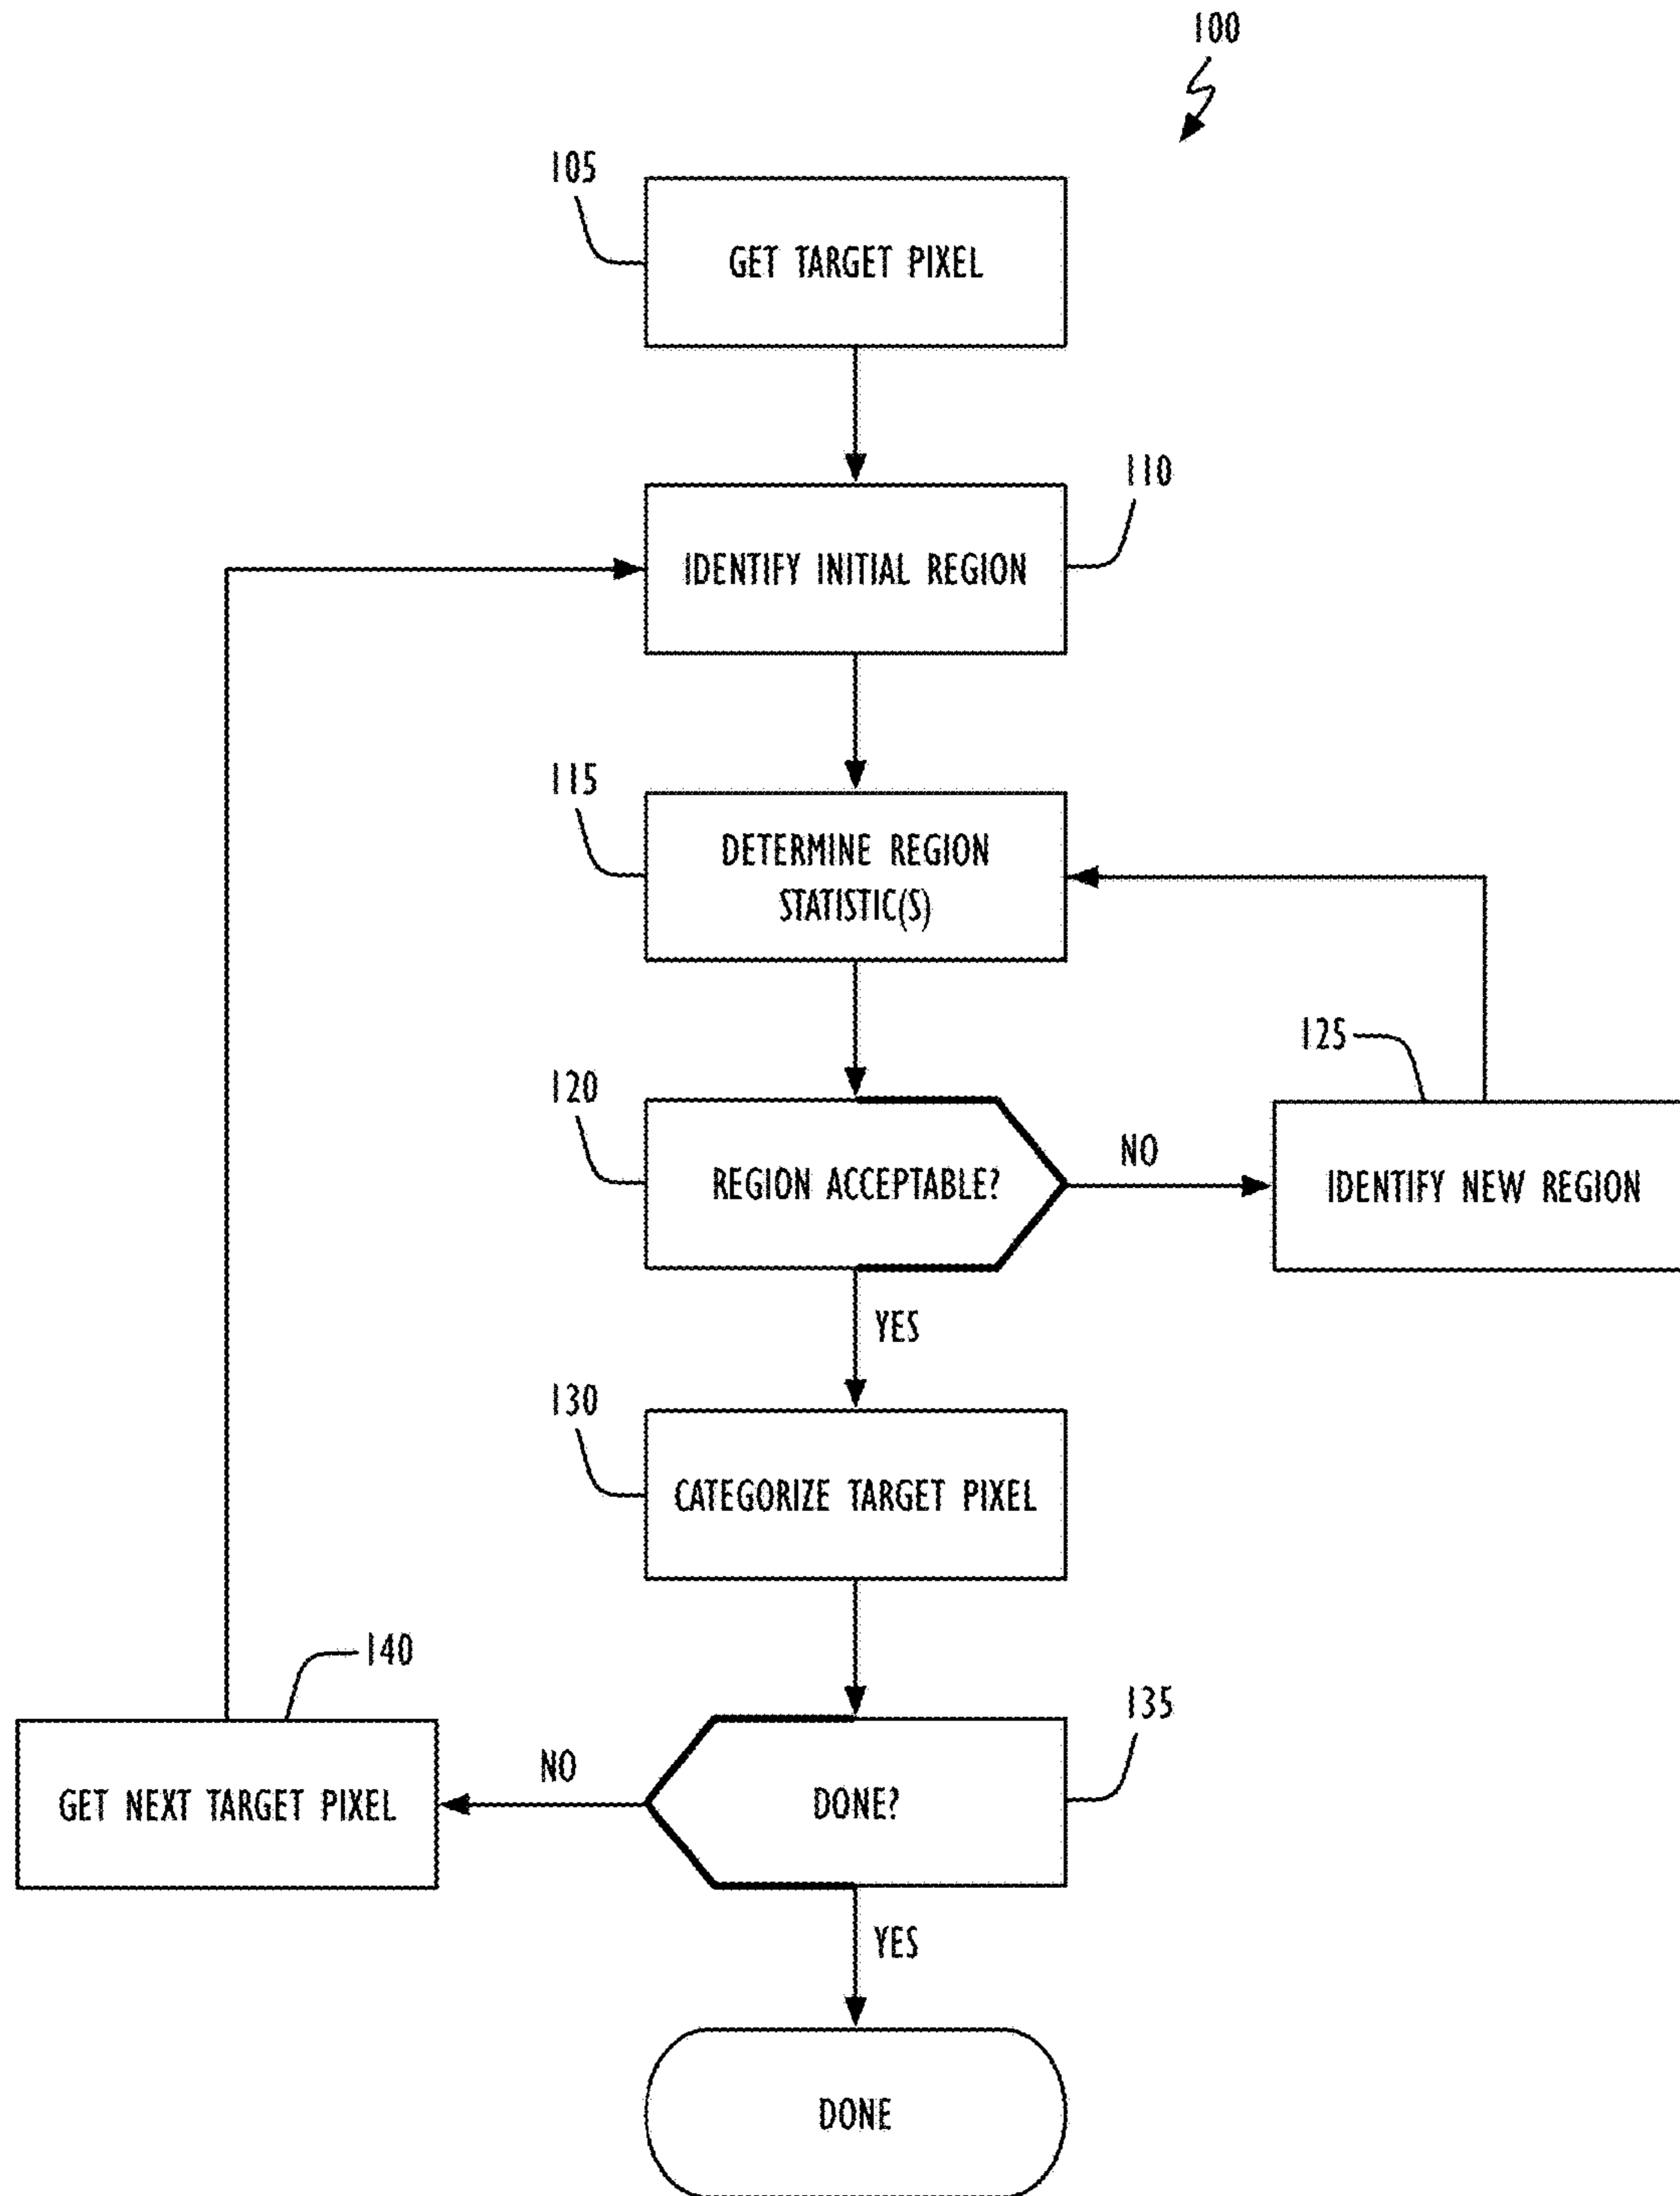 100
105
GET TARGET PIXEL
110
IDENTIFY INITIAL REGION
115
DETERMINE REGION
STATISTIC(S)
125
120
REGION ACCEPTABLE?
NO
IDENTIFY NEW REGION
YES
130
CATEGORIZE TARGET PIXEL
140
135
GET NEXT TARGET PIXEL
NO
DONE?
YES
DONE